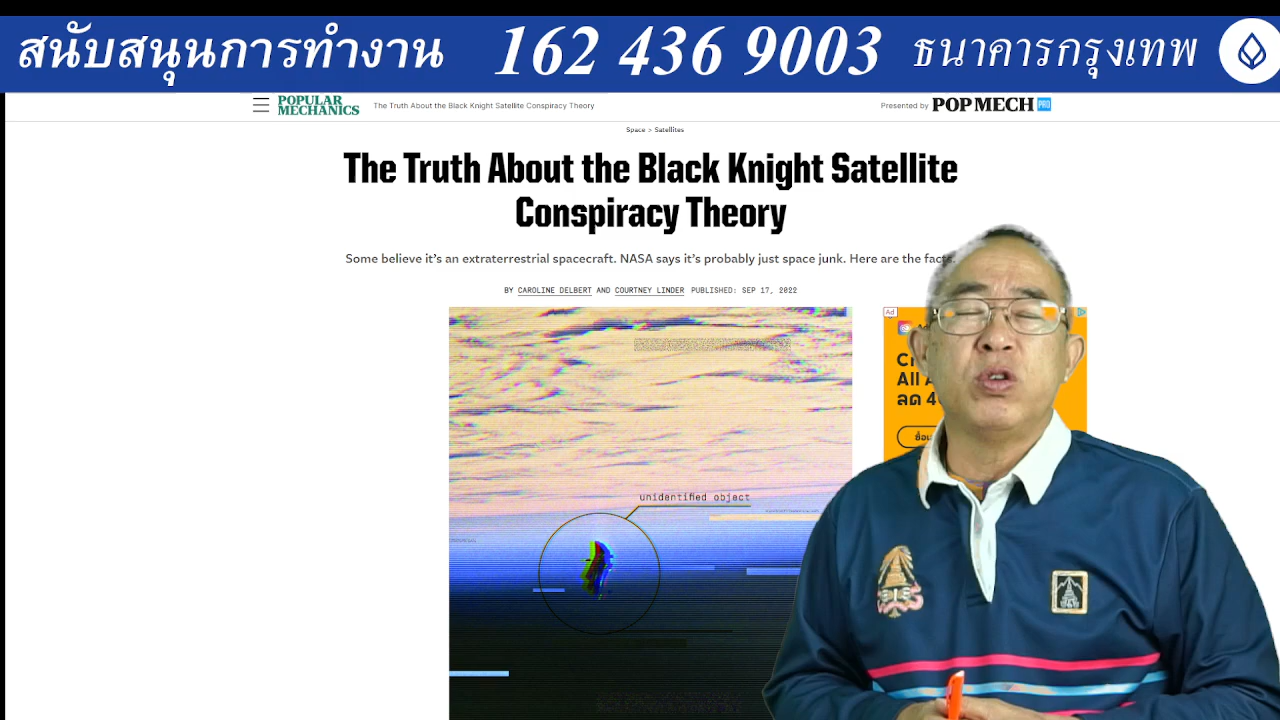 สนับสนุนการทำงาน 162 436 9003 ธนาคารกรุงเทพ
POPULAR
MECHANICS
The Truth About the Black Knight Satellite Conspiracy Theory
Presented by POP MECH PRO
Space > Satellites
The Truth About the Black Knight Satellite
Conspiracy Theory
Some believe it's an extraterrestrial spacecraft. NASA says it's probably just space junk. Here are the facts.
BY CAROLINE DELBERT AND COURTNEY LINDER PUBLISHED: SEP 17, 2022
Ad
All
ลด
unidentified object